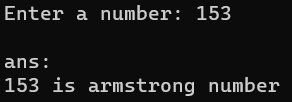 Enter a number: 153
ans:
153 is armstrong number